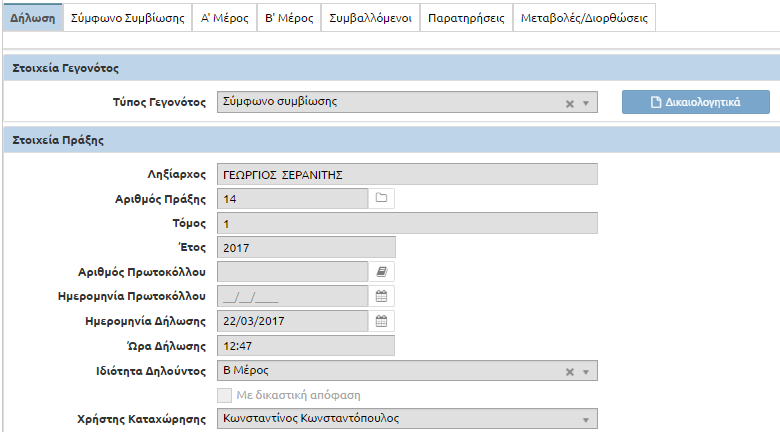 Δήλωση Σύμφωνο Συμβίωσης Α' Μέρος Β' Μέρος Συμβαλλόμενοι Παρατηρήσεις Μεταβολές/Διορθώσεις
Στοιχεία Γεγονότος
Τύπος Γεγονότος Σύμφωνο συμβίωσης Δικαιολογητικά
Στοιχεία Πράξης
Ληξίαρχος ΓΕΩΡΓΙΟΣ ΣΕΡΑΝΙΤΗΣ
Αριθμός Πράξης 14
Τόμος 1
Έτος 2017
Αριθμός Πρωτοκόλλου
Ημερομηνία Πρωτοκόλλου __/__/____
Ημερομηνία Δήλωσης 22/03/2017
Ώρα Δήλωσης 12:47
Ιδιότητα Δηλούντος Β Μέρος
Με δικαστική απόφαση
Χρήστης Καταχώρησης Κωνσταντίνος Κωνσταντόπουλος